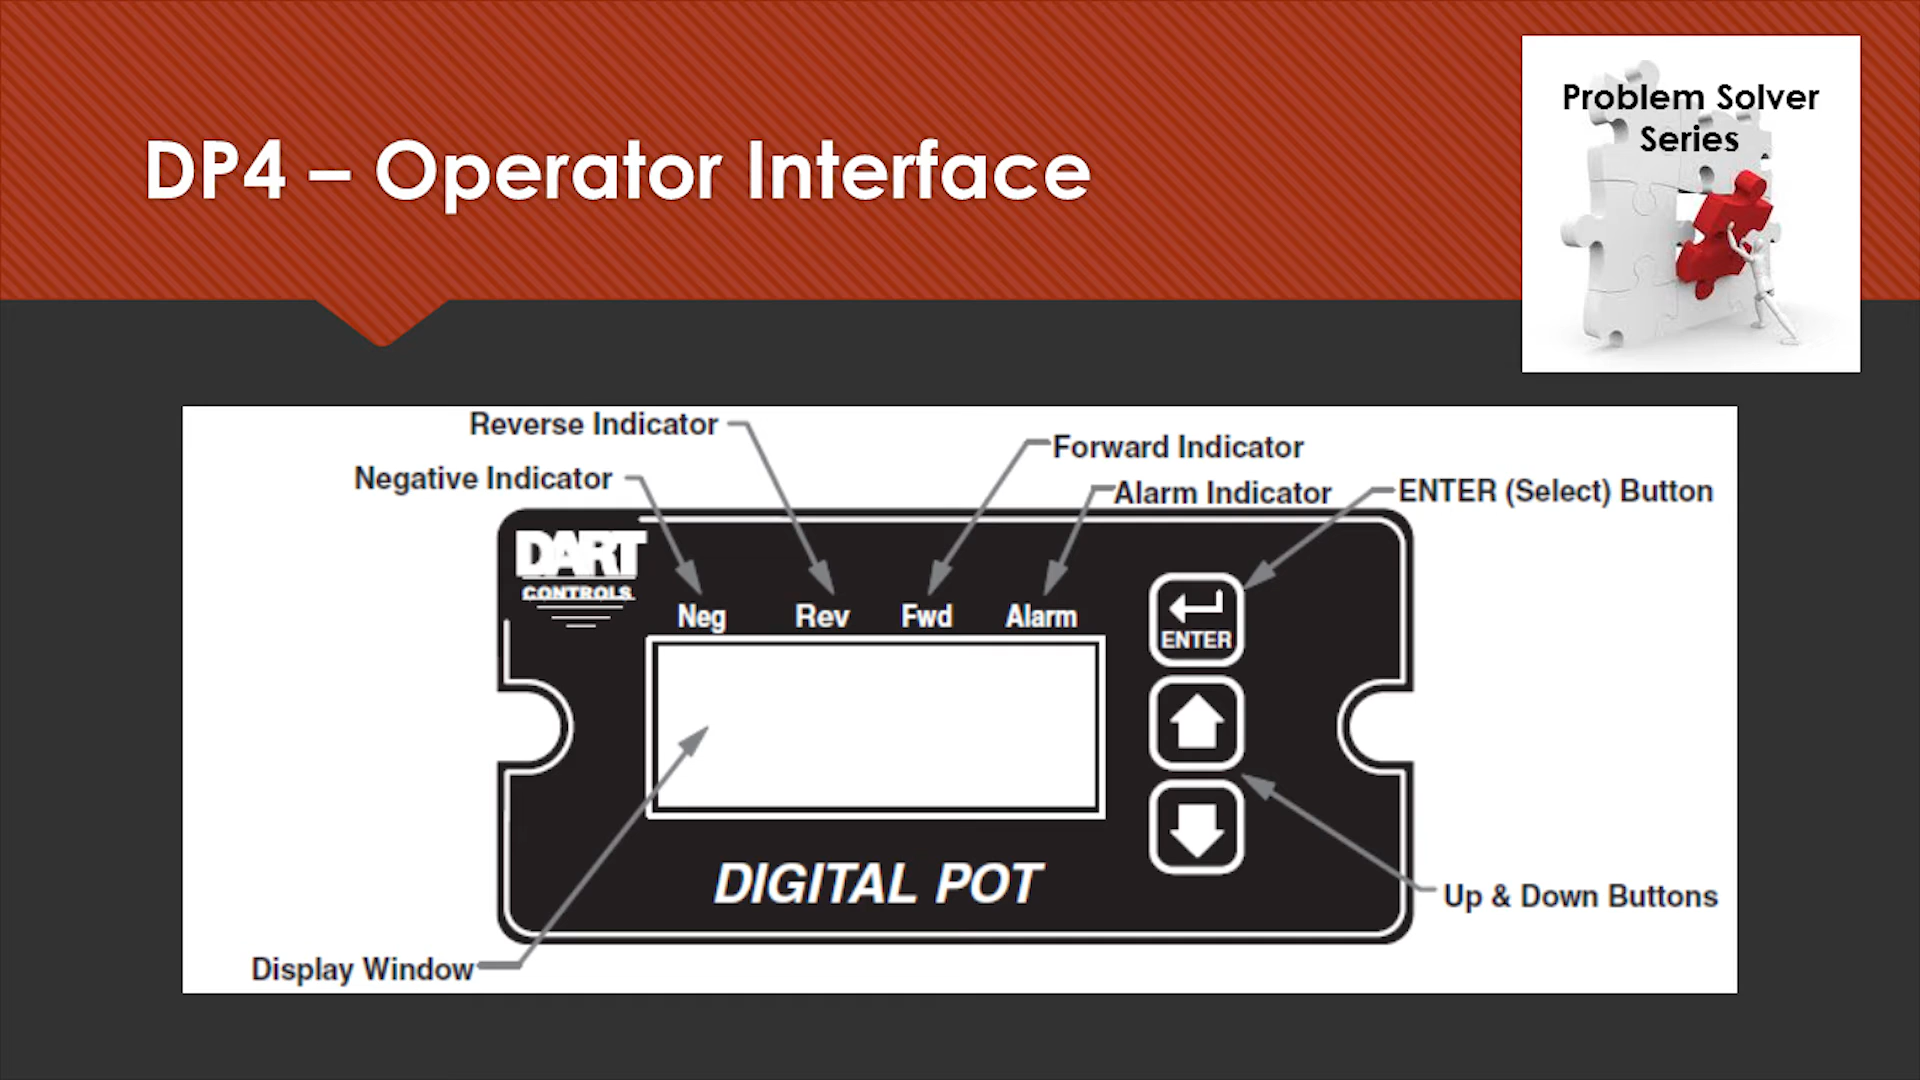 Problem Solver
Series
DP4 – Operator Interface
Reverse Indicator
Forward Indicator
Negative Indicator
Alarm Indicator
ENTER (Select) Button
DART
CONTROLS
Neg
Rev
Fwd
Alarm
ENTER
DIGITAL POT
Up & Down Buttons
Display Window